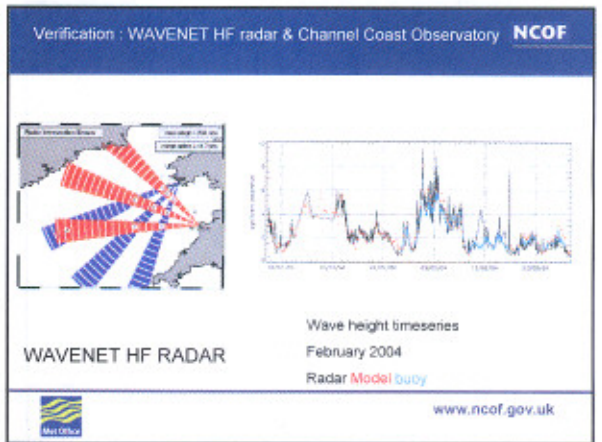 Verification : WAVENET HF radar & Channel Coast Observatory NCOF
WAVENET HF RADAR
Wave height timeseries
February 2004
Radar Model buoy
Met Office
www.ncof.gov.uk